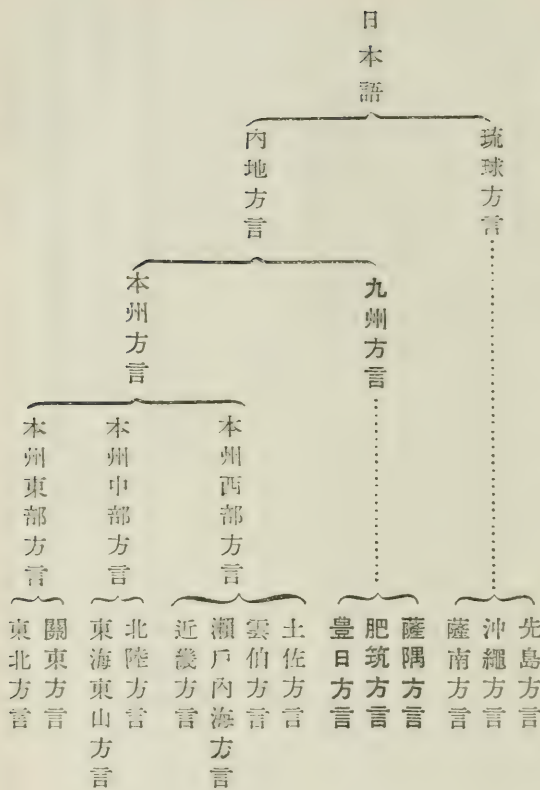 日本語
琉球方言
內地方言
九州方言
本州方言
本州西部方言
本州中部方言
本州東部方言
先島方言
沖繩方言
薩南方言
薩隅方言
肥筑方言
豊日方言
土佐方言
雲伯方言
瀨戶內海方言
近畿方言
北陸方言
東海東山方言
關東方言
東北方言